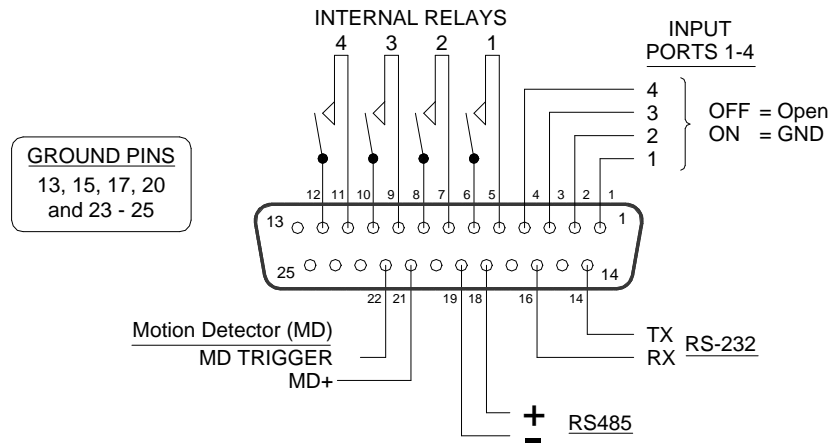 INTERNAL RELAYS
4 3 2 1
INPUT
PORTS 1-4
4
3
2
1
OFF = Open
ON = GND
GROUND PINS
13, 15, 17, 20
and 23 - 25
12 11 10 9 8 7 6 5 4 3 2 1
13 1
25 14
22 21 19 18 16 14
Motion Detector (MD)
MD TRIGGER
MD+
TX
RX
RS-232
+
-
RS485